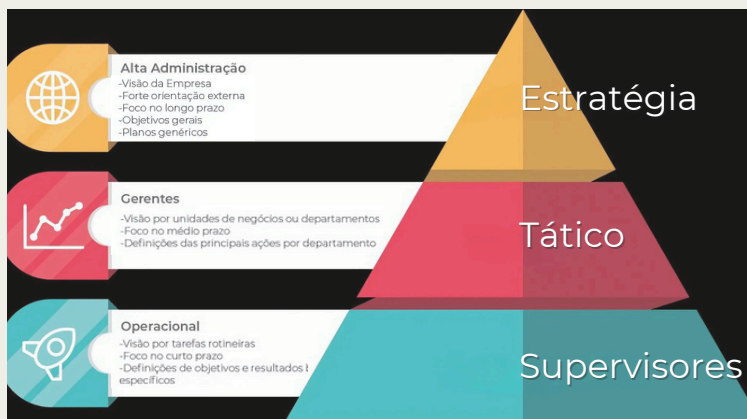 Alta Administração
-Visão da Empresa
-Forte orientação externa
-Foco no longo prazo
-Objetivos gerais
-Planos genéricos
Estratégia
Gerentes
-Visão por unidades de negócios ou departamentos
-Foco no médio prazo
-Definições das principais ações por departamento
Tático
Operacional
-Visão por tarefas rotineiras
-Foco no curto prazo
-Definições de objetivos e resultados
específicos
Supervisores